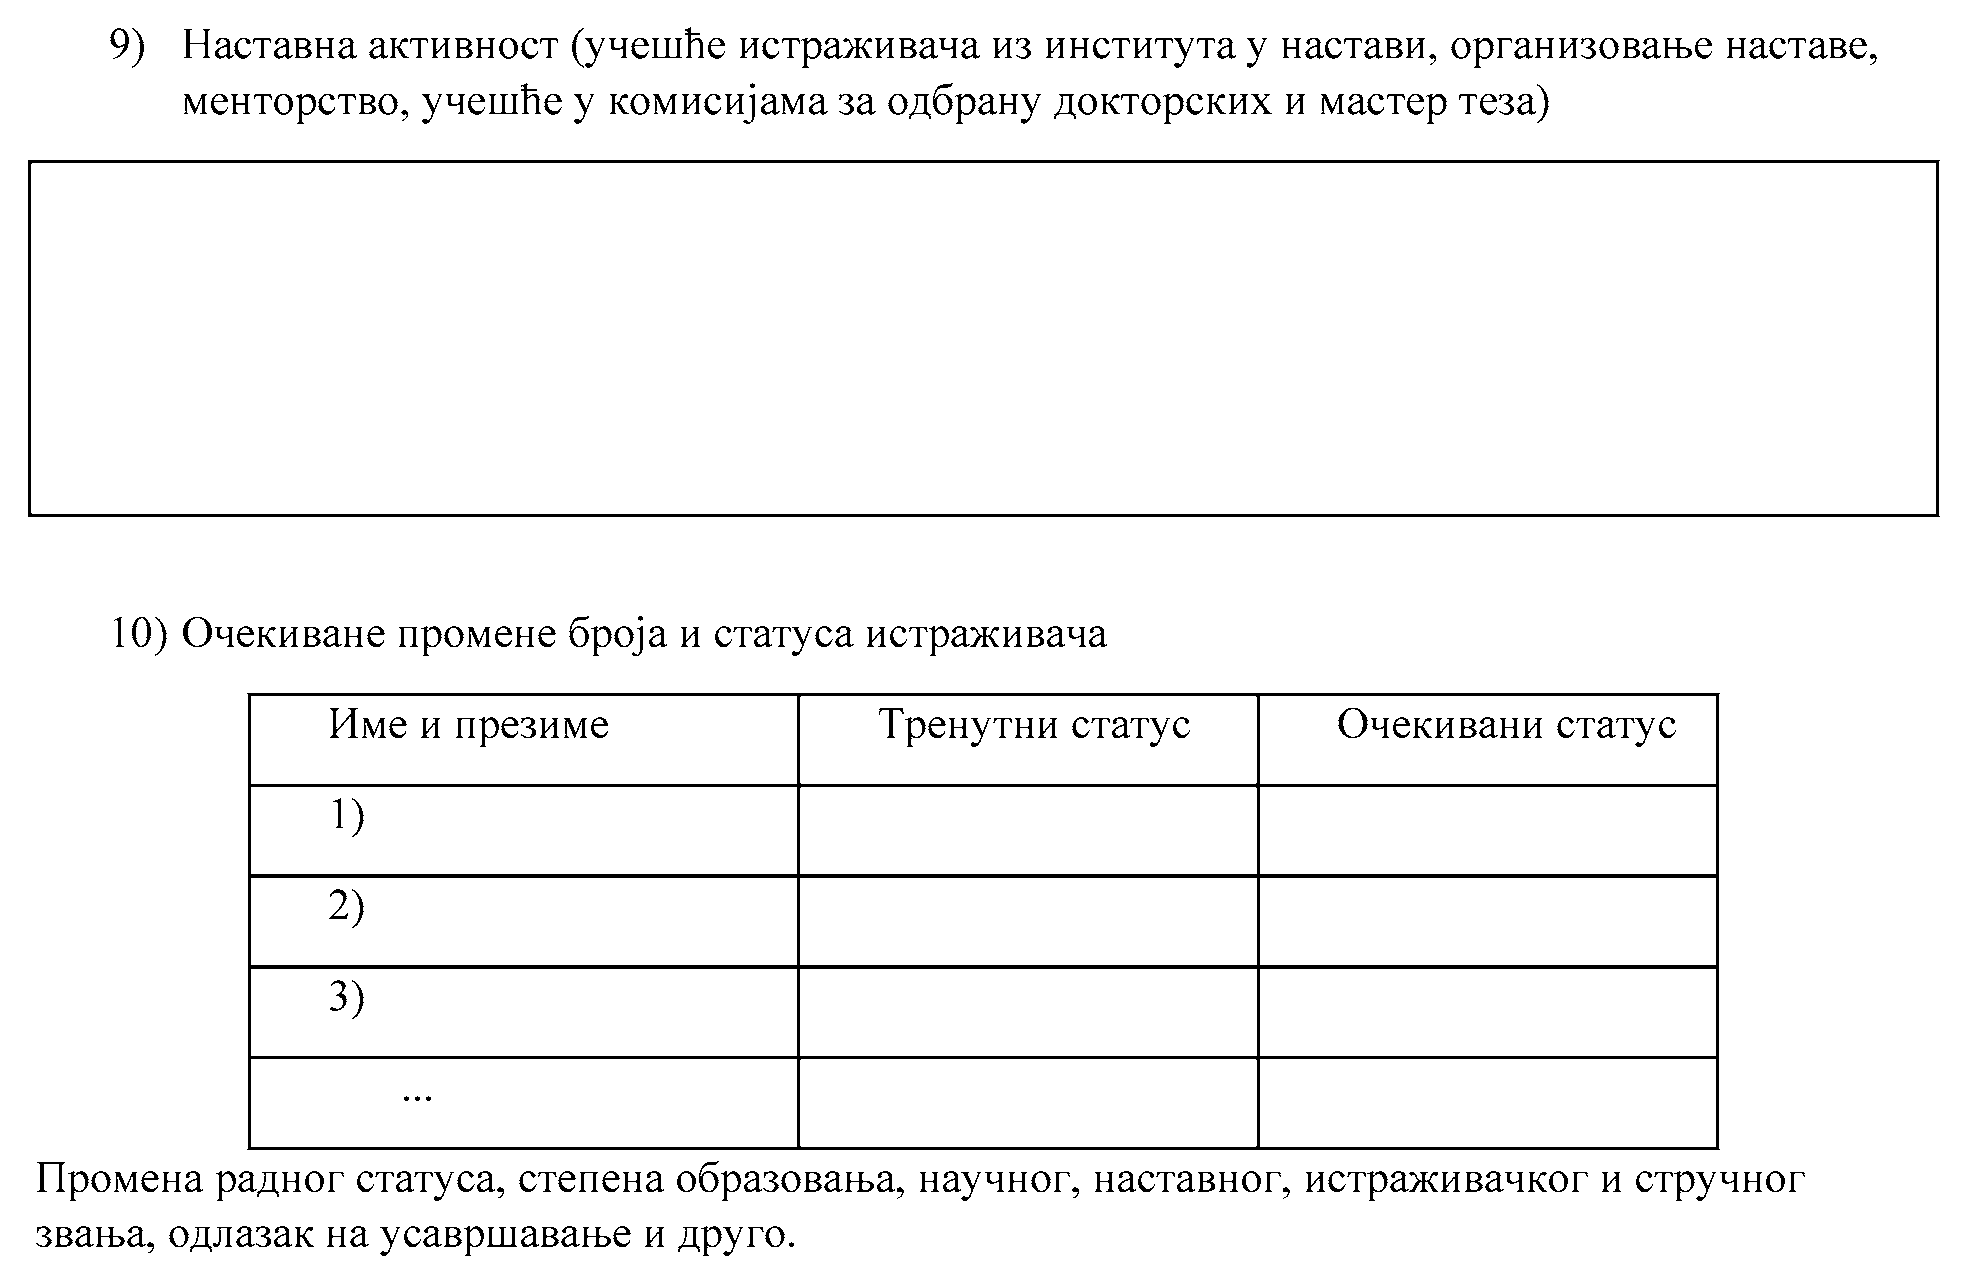 9) Наставна активност (учешће истраживача из института у настави, организовање наставе,
менторство, учешће у комисијама за одбрану докторских и мастер теза)
10) Очекиване промене броја и статуса истраживача
Име и презиме Тренутни статус Очекивани статус
1)
2)
3)
...
Промена радног статуса, степена образовања, научног, наставног, истраживачког и стручног
звања, одлазак на усавршавање и друго.